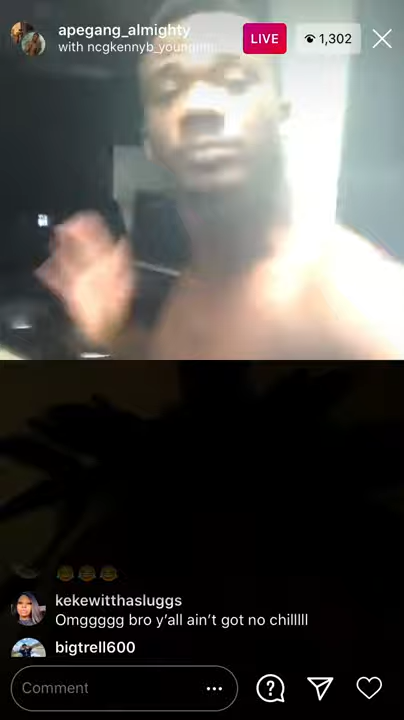 apegang_almighty
with ncgkennyb_young
LIVE
1,302
kekewitthasluggs
Omggggg bro y'all ain't got no chilllll
bigtrell600
Comment